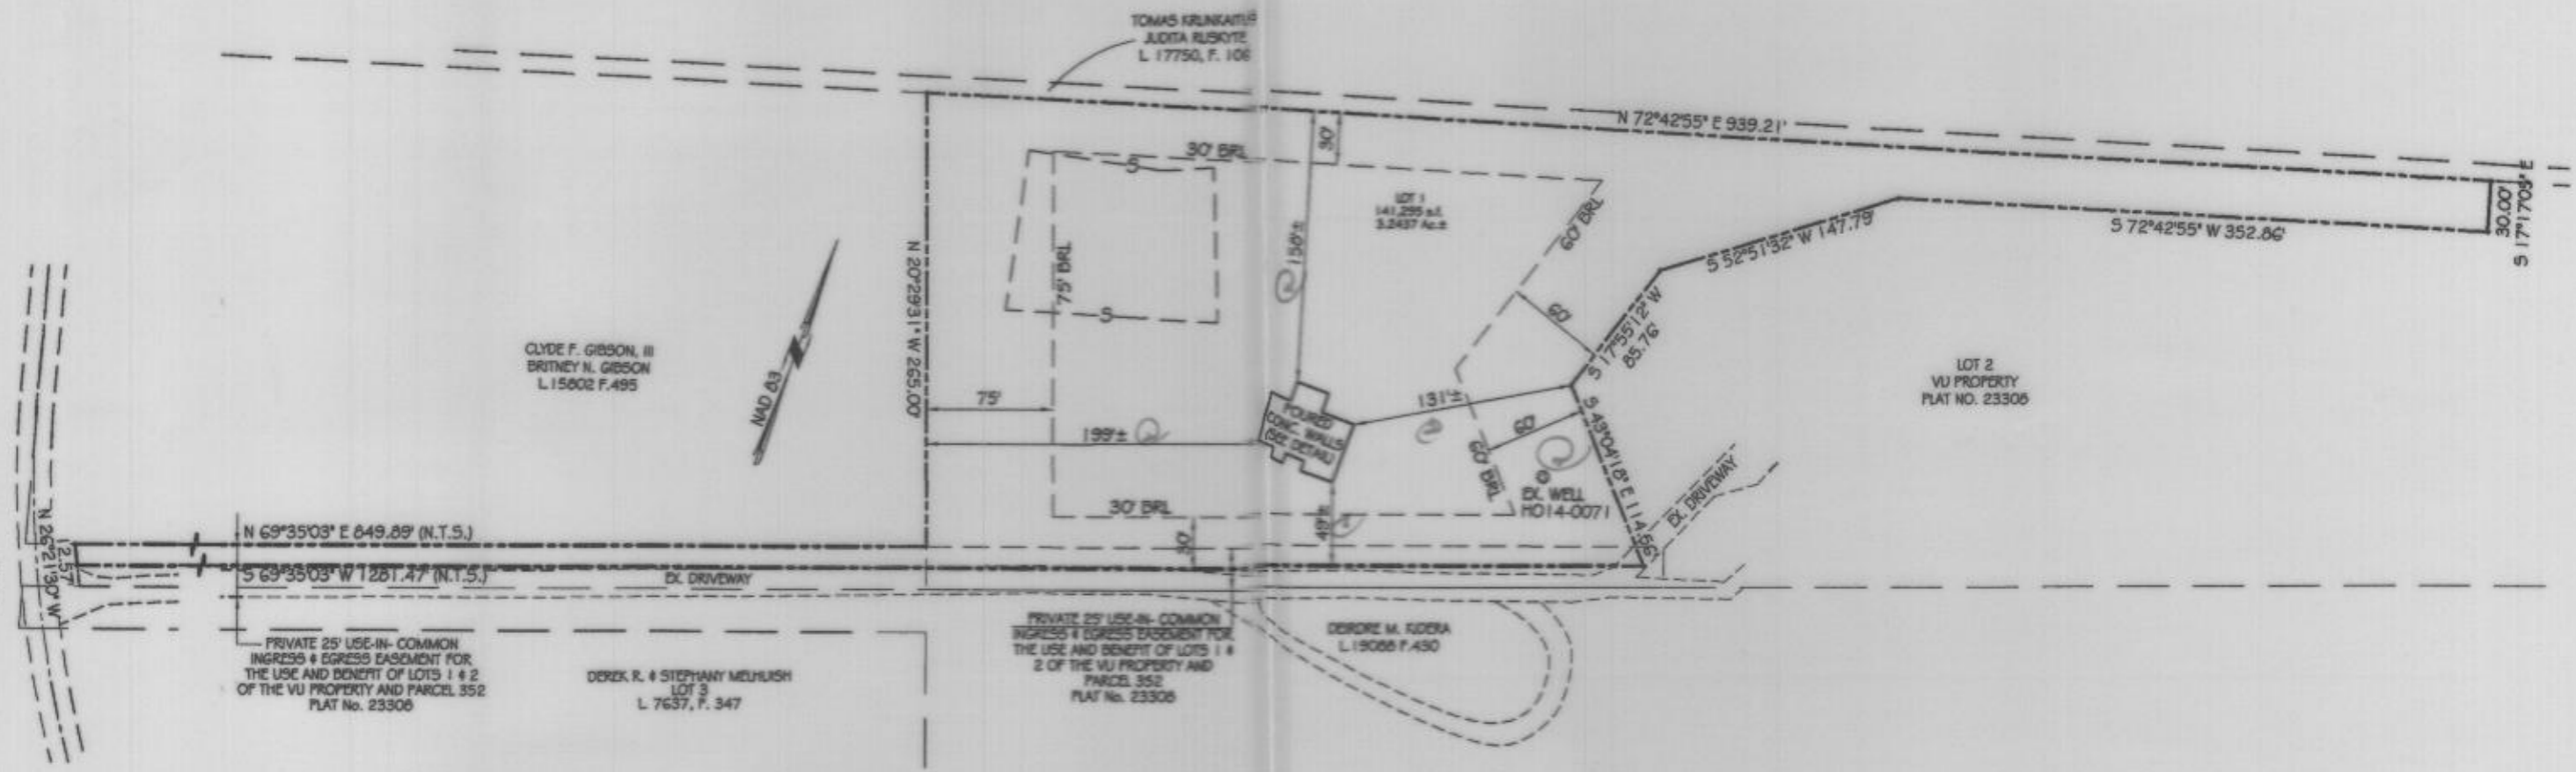 TOMAS KRUNKAITUS
JUDITA RUSKYTE
L 17750, F. 106
N 72°42'55" E 939.21'
30'
30' BRL
S
LOT 1
141,295 s.f.
3.2437 Ac.±
60' BRL
158'±
75' BRL
S
N 20°29'31" W 265.00'
S 52°51'32" W 147.79'
S 72°42'55" W 352.86'
30.00'
S 17°17'05" E
CLYDE F. GIBSON, III
BRITNEY N. GIBSON
L.15802 F.495
NAD 83
60'
S 17°55'12" W
85.76'
LOT 2
VU PROPERTY
PLAT NO. 23308
75'
199'±
POURED
CONC. WALLS
(SEE DETAIL)
131'±
60'
60' BRL
S 43°04'18" E 114.56'
EX. WELL
HO14-0071
EX. DRIVEWAY
30' BRL
30'
49'±
N 26°21'30" W
12.57'
N 69°35'03" E 849.89' (N.T.S.)
S 69°35'03" W 1281.47' (N.T.S.)
EX. DRIVEWAY
PRIVATE 25' USE-IN- COMMON
INGRESS & EGRESS EASEMENT FOR
THE USE AND BENEFIT OF LOTS 1 & 2
OF THE VU PROPERTY AND PARCEL 352
PLAT No. 23308
DEREK R. & STEPHANY MELHUISH
LOT 3
L. 7637, F. 347
PRIVATE 25' USE-IN- COMMON
INGRESS & EGRESS EASEMENT FOR
THE USE AND BENEFIT OF LOTS 1 &
2 OF THE VU PROPERTY AND
PARCEL 352
PLAT No. 23308
DEIRDRE M. KIDERA
L.19088 F.430